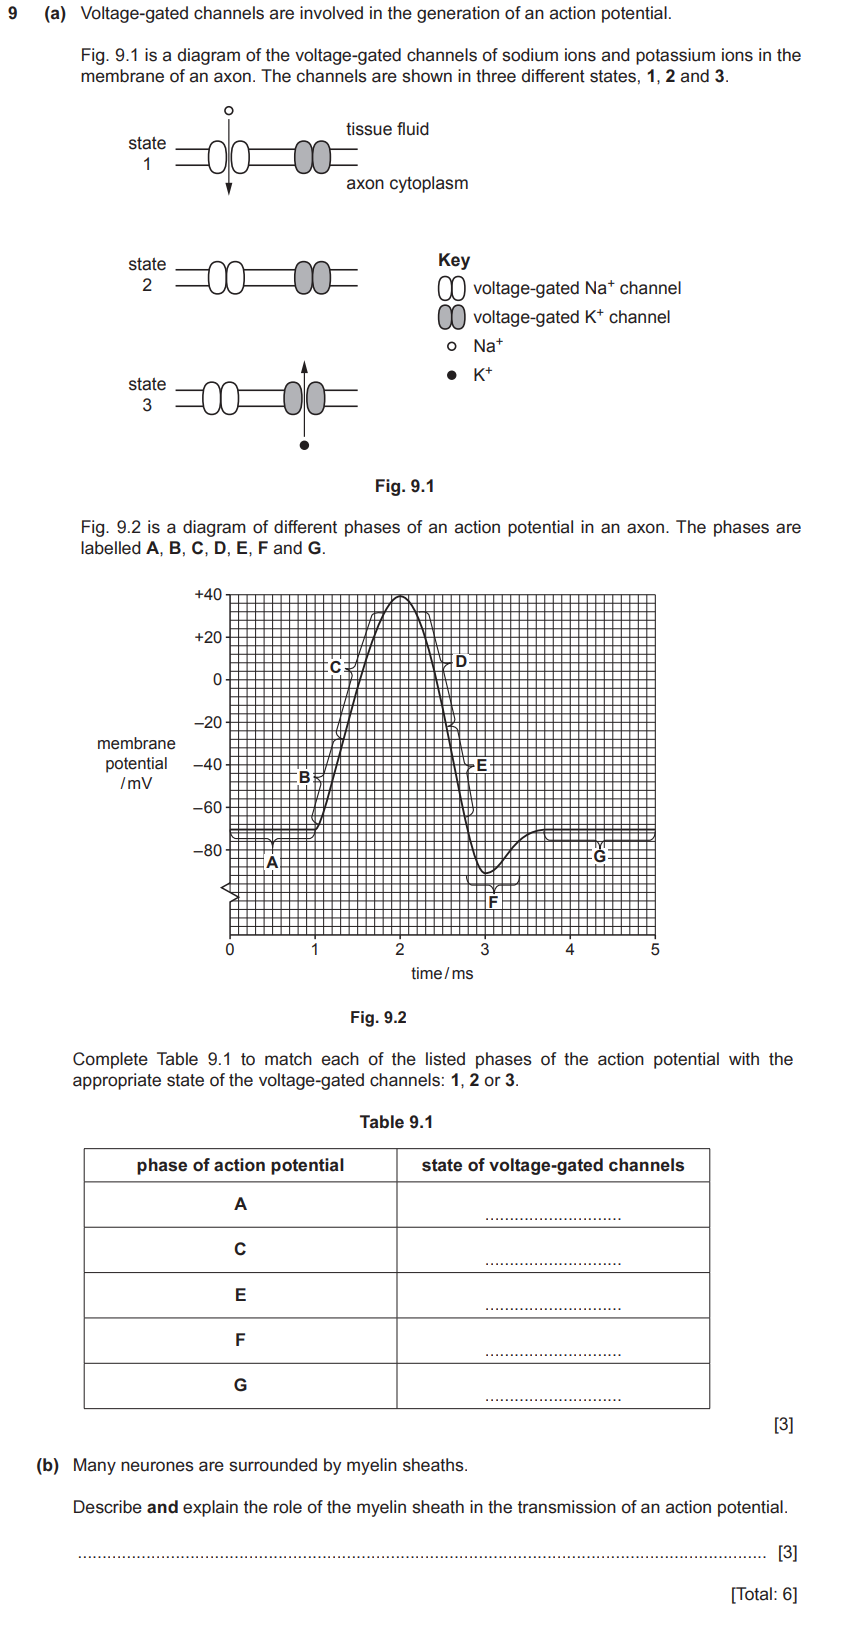 9 (a) Voltage-gated channels are involved in the generation of an action potential.
Fig. 9.1 is a diagram of the voltage-gated channels of sodium ions and potassium ions in the
membrane of an axon. The channels are shown in three different states, 1, 2 and 3.
state
1
tissue fluid
axon cytoplasm
state
2
Key
voltage-gated Na⁺ channel
voltage-gated K⁺ channel
Na⁺
K⁺
state
3
Fig. 9.1
Fig. 9.2 is a diagram of different phases of an action potential in an axon. The phases are
labelled A, B, C, D, E, F and G.
+40
+20
0
–20
–40
–60
–80
membrane
potential
/mV
A
B
C
D
E
F
G
0 1 2 3 4 5
time/ms
Fig. 9.2
Complete Table 9.1 to match each of the listed phases of the action potential with the
appropriate state of the voltage-gated channels: 1, 2 or 3.
Table 9.1
phase of action potential state of voltage-gated channels
A ............................
C ............................
E ............................
F ............................
G ............................
[3]
(b) Many neurones are surrounded by myelin sheaths.
Describe and explain the role of the myelin sheath in the transmission of an action potential.
.............................................................................................................................................. [3]
[Total: 6]